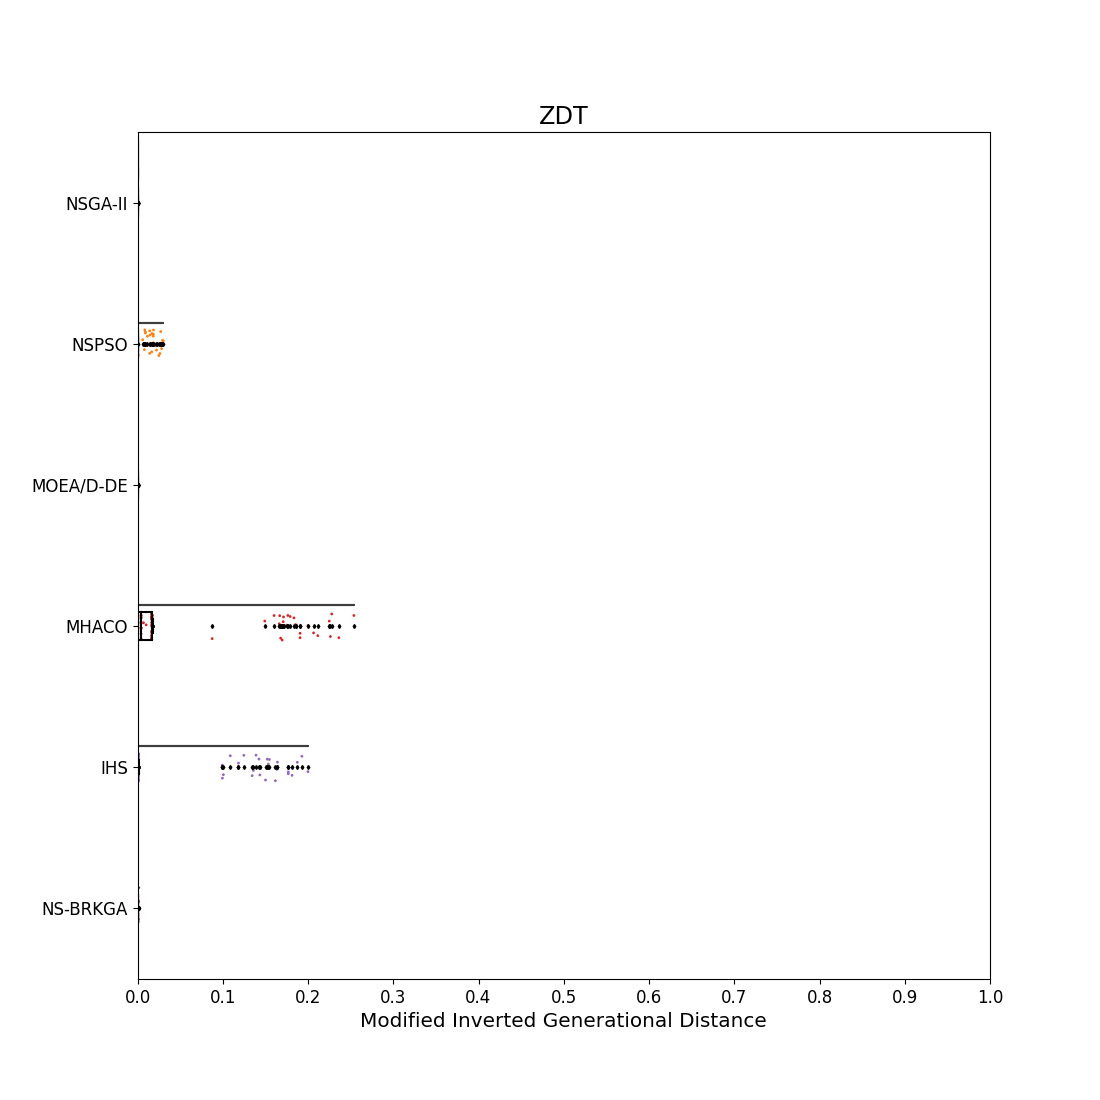 ZDT
NSGA-II
NSPSO
MOEA/D-DE
MHACO
IHS
NS-BRKGA
0.0 0.1 0.2 0.3 0.4 0.5 0.6 0.7 0.8 0.9 1.0
Modified Inverted Generational Distance